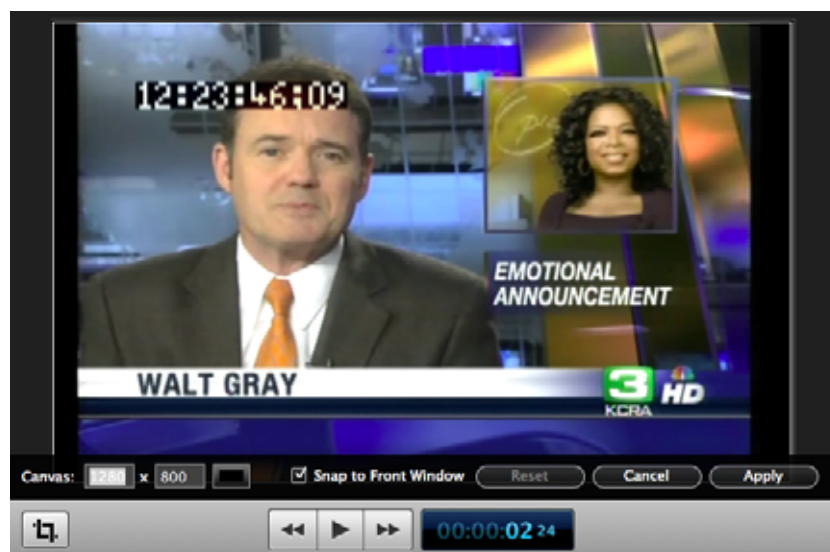 12:23:46:09
EMOTIONAL
ANNOUNCEMENT
WALT GRAY
3
HD
KCRA
Canvas: 1280 x 800 Snap to Front Window Reset Cancel Apply
00:00:02 24